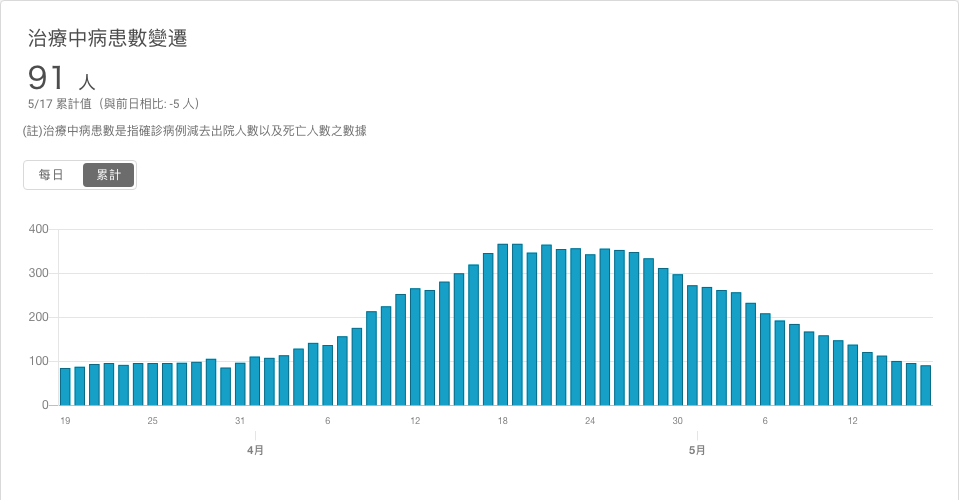 治療中病患數變遷
91 人
5/17 累計值（與前日相比: -5 人）
(註)治療中病患數是指確診病例減去出院人數以及死亡人數之數據
每日 累計
400
300
200
100
0
19 25 31 6 12 18 24 30 6 12
4月 5月